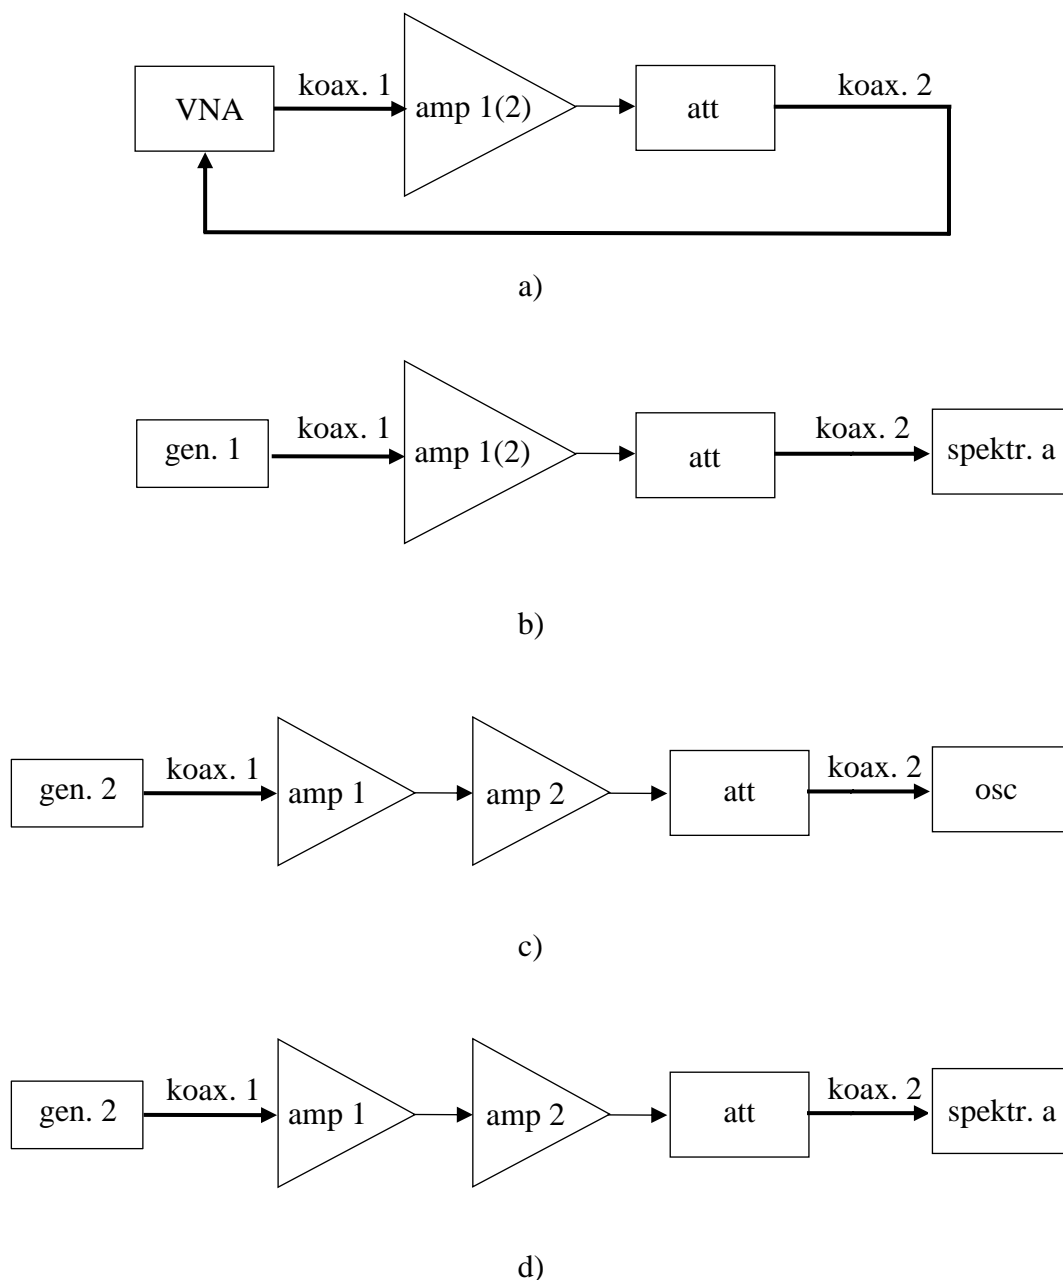 koax. 1
koax. 2
VNA
amp 1(2)
att
a)
koax. 1
koax. 2
gen. 1
amp 1(2)
att
spektr. a
b)
koax. 1
koax. 2
gen. 2
amp 1
amp 2
att
osc
c)
koax. 1
koax. 2
gen. 2
amp 1
amp 2
att
spektr. a
d)